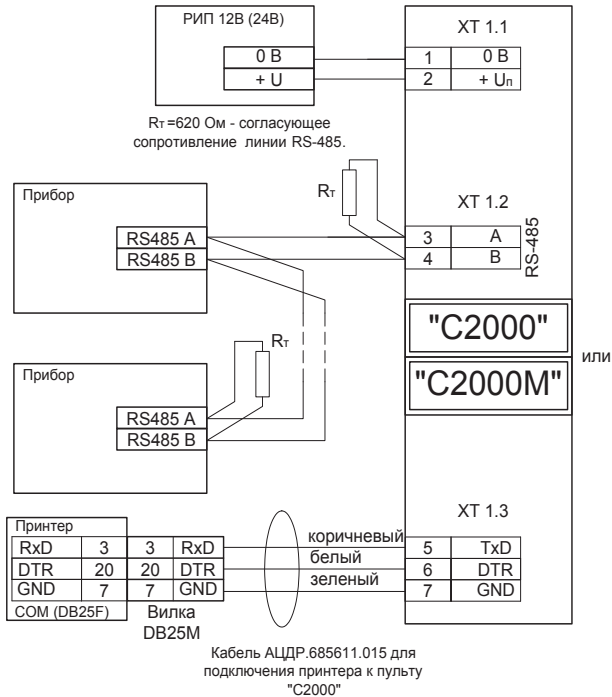 РИП 12В (24В)
0 В
+ U
XT 1.1
1 0 В
2 + Uп
Rт=620 Ом - согласующее
сопротивление линии RS-485.
Прибор
RS485 A
RS485 B
Rт
XT 1.2
3 A
4 B
RS-485
"С2000"
или
"С2000М"
Rт
Прибор
RS485 A
RS485 B
XT 1.3
Принтер
RxD 3 3 RxD
DTR 20 20 DTR
GND 7 7 GND
COM (DB25F)
Вилка
DB25M
коричневый
белый
зеленый
5 TxD
6 DTR
7 GND
Кабель АЦДР.685611.015 для
подключения принтера к пульту
"С2000"